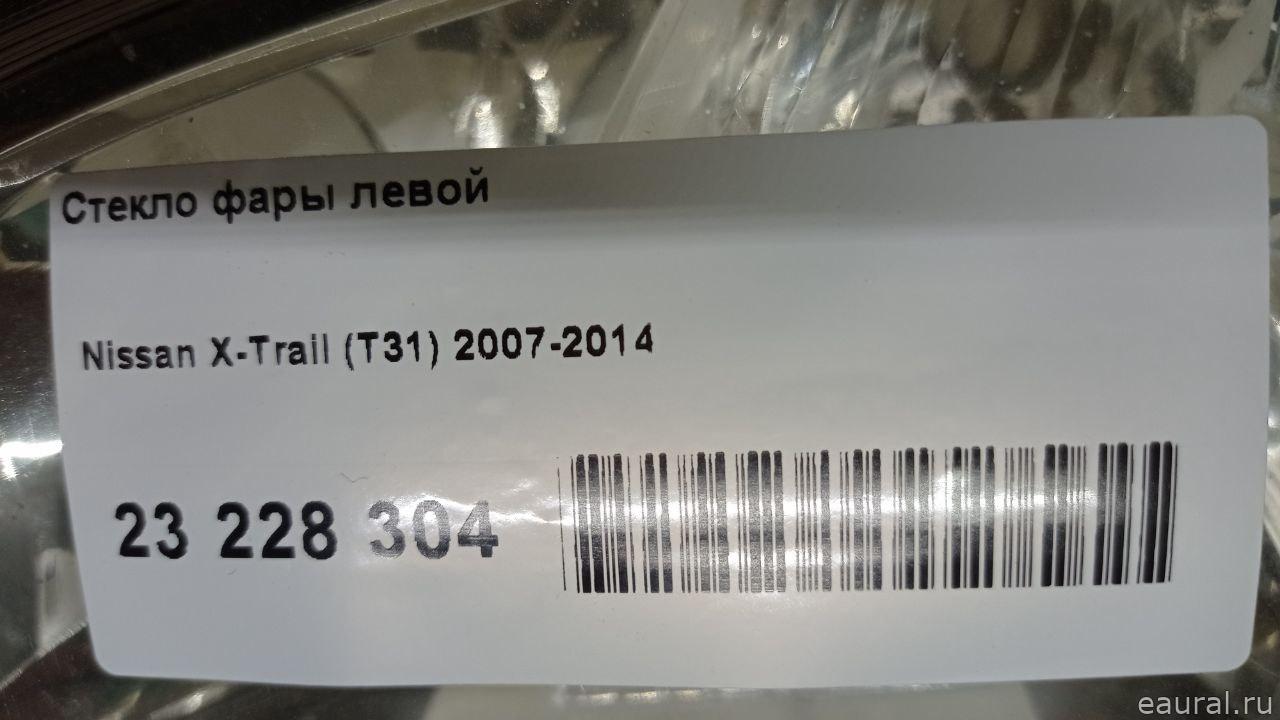 Стекло фары левой
Nissan X-Trail (T31) 2007-2014
23 228 304
eaural.ru